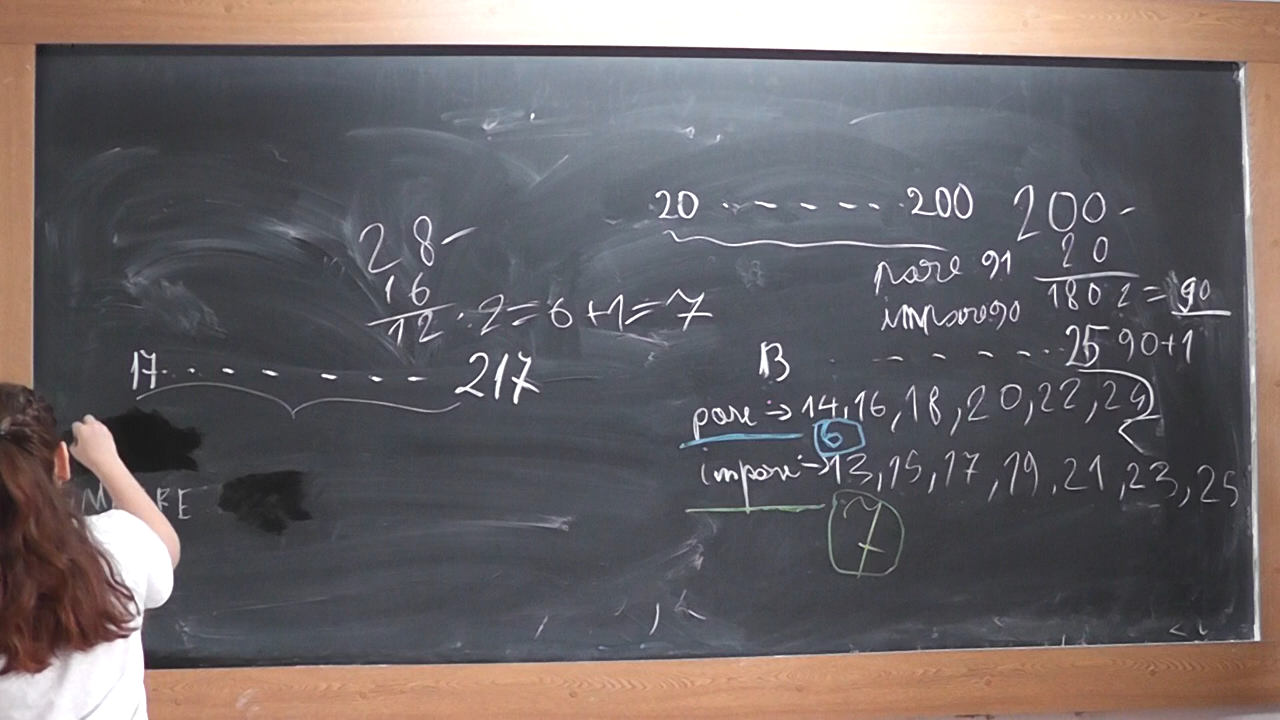 28-
16
12 : 2 = 6 + 1 = 7
17 . - - - - - - 217
20 . - - - - - . 200
200 -
20
180 : 2 = 90
90 + 1
pare 91
impare 90
13 . - - - - - . . 25
pare → 14, 16, 18, 20, 22, 24
6
impare → 13, 15, 17, 19, 21, 23, 25
7